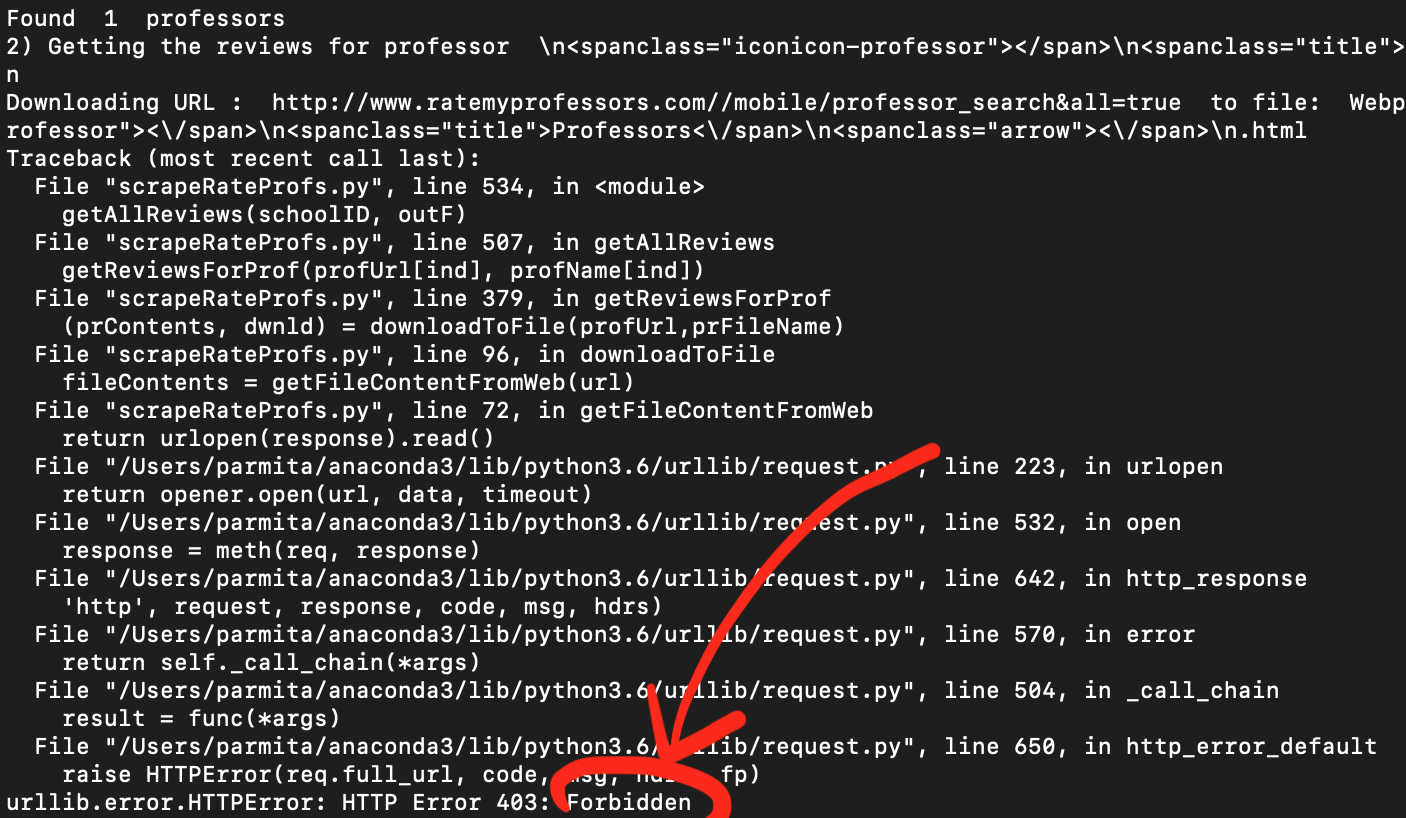 Found  1  professors
2) Getting the reviews for professor  \n<spanclass="iconicon-professor"></span>\n<spanclass="title">
n
Downloading URL :  http://www.ratemyprofessors.com//mobile/professor_search&all=true  to file:  Webp
rofessor"><\/span>\n<spanclass="title">Professors<\/span>\n<spanclass="arrow"><\/span>\n.html
Traceback (most recent call last):
  File "scrapeRateProfs.py", line 534, in <module>
    getAllReviews(schoolID, outF)
  File "scrapeRateProfs.py", line 507, in getAllReviews
    getReviewsForProf(profUrl[ind], profName[ind])
  File "scrapeRateProfs.py", line 379, in getReviewsForProf
    (prContents, dwnld) = downloadToFile(profUrl,prFileName)
  File "scrapeRateProfs.py", line 96, in downloadToFile
    fileContents = getFileContentFromWeb(url)
  File "scrapeRateProfs.py", line 72, in getFileContentFromWeb
    return urlopen(response).read()
  File "/Users/parmita/anaconda3/lib/python3.6/urllib/request.py", line 223, in urlopen
    return opener.open(url, data, timeout)
  File "/Users/parmita/anaconda3/lib/python3.6/urllib/request.py", line 532, in open
    response = meth(req, response)
  File "/Users/parmita/anaconda3/lib/python3.6/urllib/request.py", line 642, in http_response
    'http', request, response, code, msg, hdrs)
  File "/Users/parmita/anaconda3/lib/python3.6/urllib/request.py", line 570, in error
    return self._call_chain(*args)
  File "/Users/parmita/anaconda3/lib/python3.6/urllib/request.py", line 504, in _call_chain
    result = func(*args)
  File "/Users/parmita/anaconda3/lib/python3.6/urllib/request.py", line 650, in http_error_default
    raise HTTPError(req.full_url, code, msg, hdrs, fp)
urllib.error.HTTPError: HTTP Error 403: Forbidden